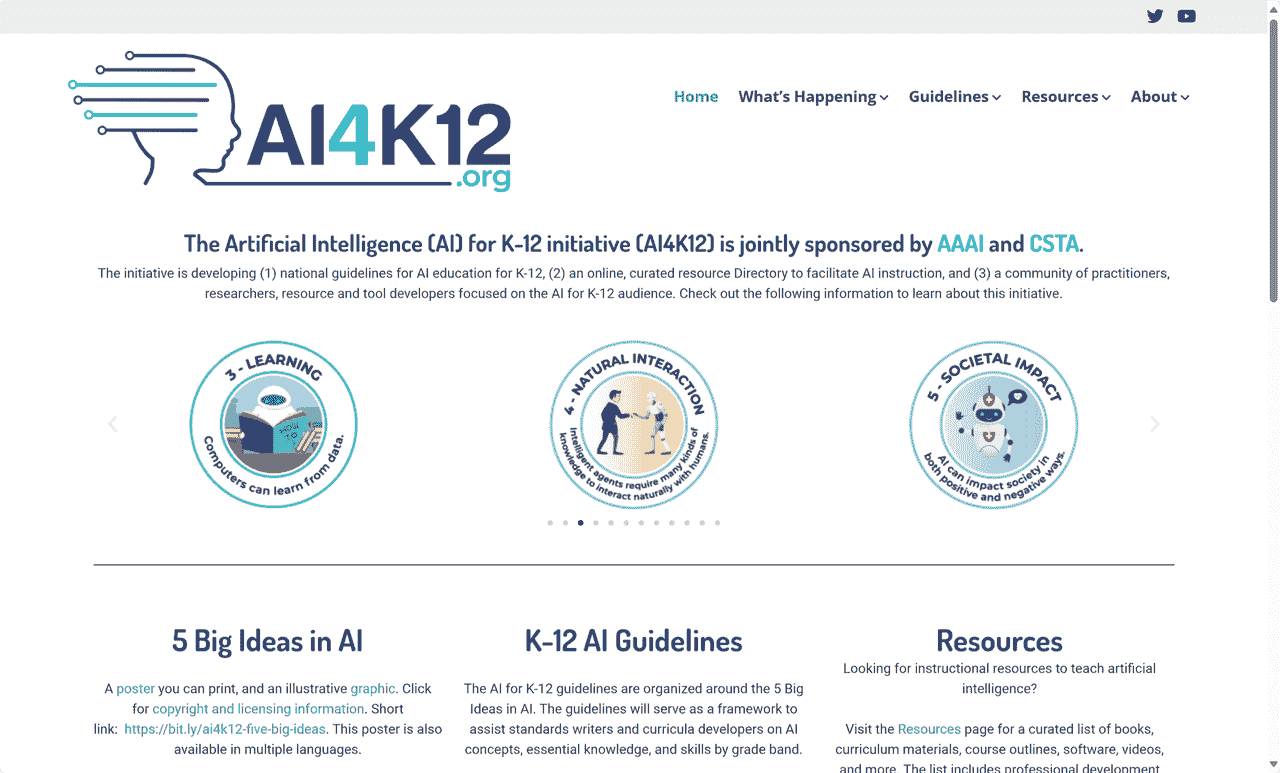 AI4K12
.org
Home What's Happening Guidelines Resources About
The Artificial Intelligence (AI) for K-12 initiative (AI4K12) is jointly sponsored by AAAI and CSTA.
The initiative is developing (1) national guidelines for AI education for K-12, (2) an online, curated resource Directory to facilitate AI instruction, and (3) a community of practitioners,
researchers, resource and tool developers focused on the AI for K-12 audience. Check out the following information to learn about this initiative.
3 - LEARNING
HOW TO
Computers can learn from data.
4 - NATURAL INTERACTION
Intelligent agents require many kinds of
knowledge to interact naturally with humans.
5 - SOCIETAL IMPACT
AI can impact society in
both positive and negative ways.
5 Big Ideas in AI
A poster you can print, and an illustrative graphic. Click
for copyright and licensing information. Short
link: https://bit.ly/ai4k12-five-big-ideas. This poster is also
available in multiple languages.
K-12 AI Guidelines
The AI for K-12 guidelines are organized around the 5 Big
Ideas in AI. The guidelines will serve as a framework to
assist standards writers and curricula developers on AI
concepts, essential knowledge, and skills by grade band.
Resources
Looking for instructional resources to teach artificial
intelligence?
Visit the Resources page for a curated list of books,
curriculum materials, course outlines, software, videos,
and more. The list includes professional development